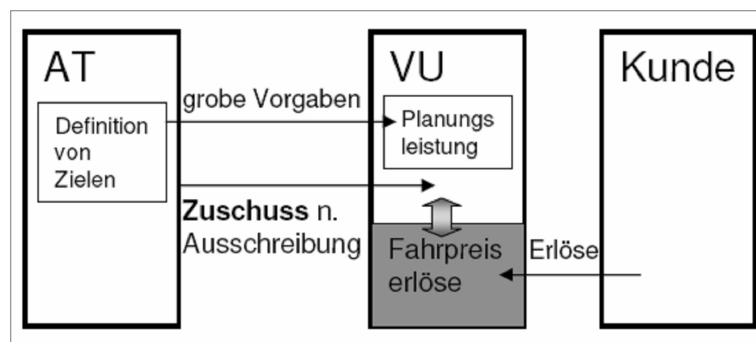 AT
Definition
von
Zielen
grobe Vorgaben
Zuschuss n.
Ausschreibung
VU
Planungs
leistung
Fahrpreis
erlöse
Erlöse
Kunde